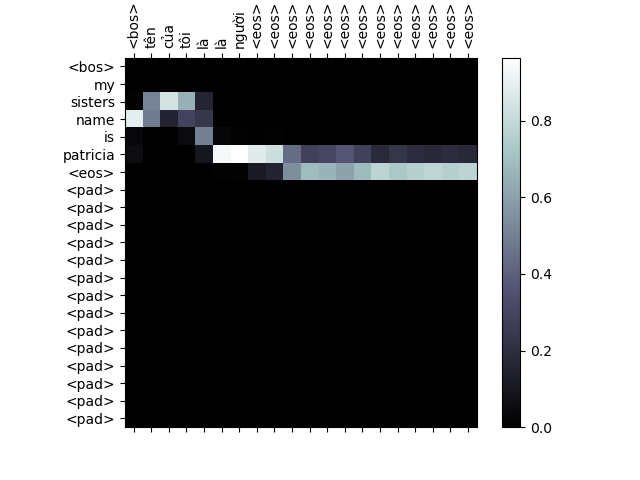 <bos>
tên
của
tôi
là
là
người
<eos>
<eos>
<eos>
<eos>
<eos>
<eos>
<eos>
<eos>
<eos>
<eos>
<eos>
<eos>
<eos>
<bos>
my
sisters
name
is
patricia
<eos>
<pad>
<pad>
<pad>
<pad>
<pad>
<pad>
<pad>
<pad>
<pad>
<pad>
<pad>
<pad>
<pad>
<pad>
0.8
0.6
0.4
0.2
0.0